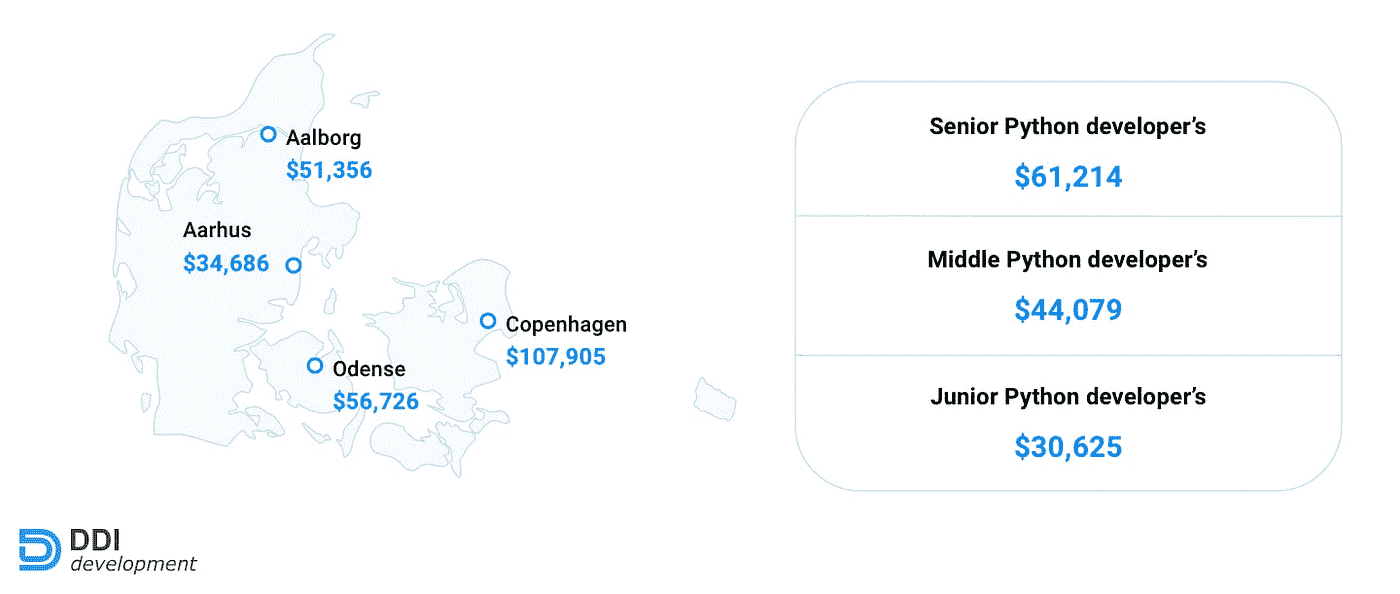 Aalborg
$51,356
Aarhus
$34,686
Copenhagen
$107,905
Odense
$56,726
Senior Python developer’s
$61,214
Middle Python developer’s
$44,079
Junior Python developer’s
$30,625
DDI
development